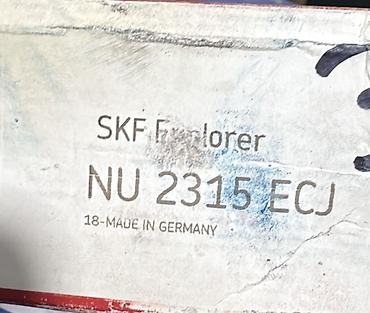 SKF Explorer
NU 2315 ECJ
18-MADE IN GERMANY